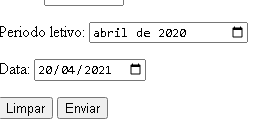 Periodo letivo: abril de 2020
Data: 20/04/2021
Limpar Enviar